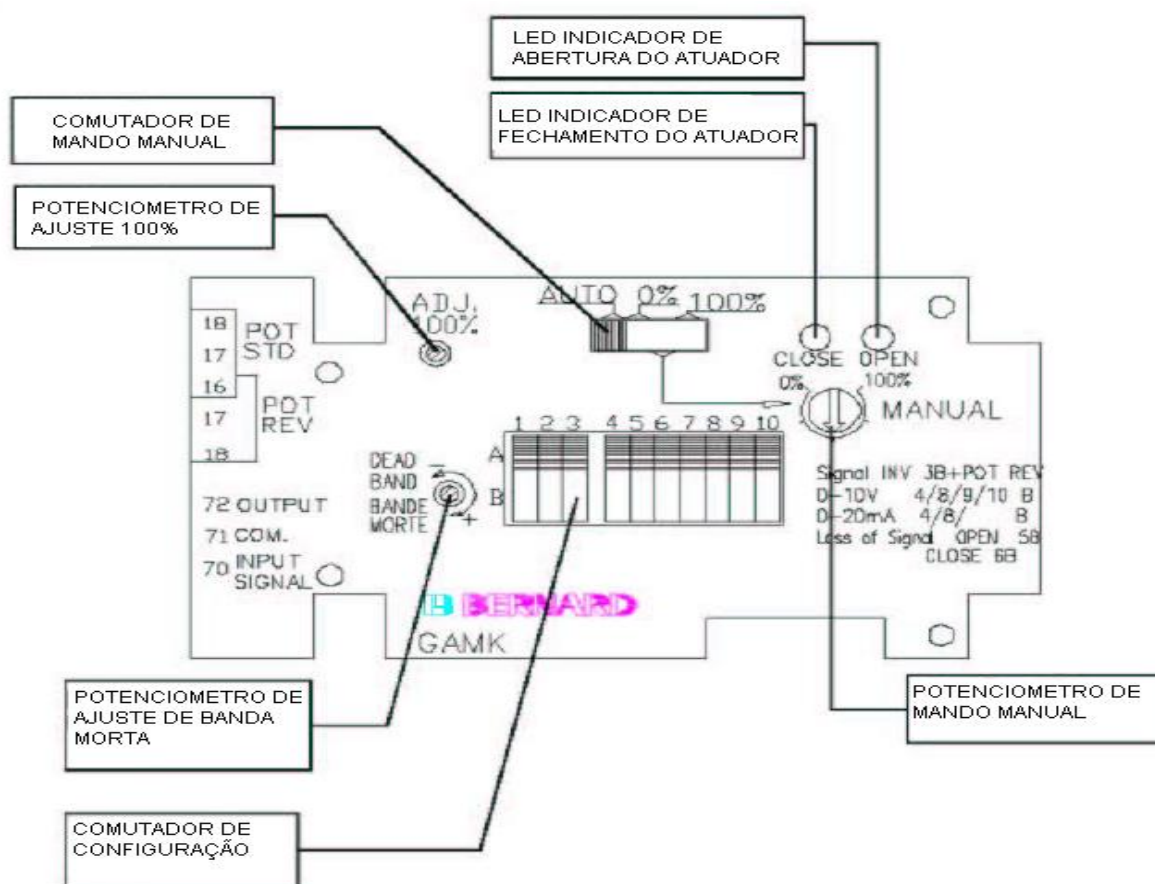 LED INDICADOR DE
ABERTURA DO ATUADOR
LED INDICADOR DE
FECHAMENTO DO ATUADOR
COMUTADOR DE
MANDO MANUAL
POTENCIOMETRO DE
AJUSTE 100%
ADJ.
100%
AUTO 0% 100%
CLOSE OPEN
0% 100%
MANUAL
18
17
16
POT
STD
17
18
POT
REV
1 2 3 4 5 6 7 8 9 10
A
B
DEAD
BAND
BANDE
MORTE
-
+
72 OUTPUT
71 COM.
70 INPUT
SIGNAL
Signal INV 3B+POT REV
0-10V 4/8/9/10 B
0-20mA 4/8/ B
Loss of Signal OPEN 5B
CLOSE 6B
BERNARD
GAMK
POTENCIOMETRO DE
AJUSTE DE BANDA
MORTA
POTENCIOMETRO DE
MANDO MANUAL
COMUTADOR DE
CONFIGURAÇÃO